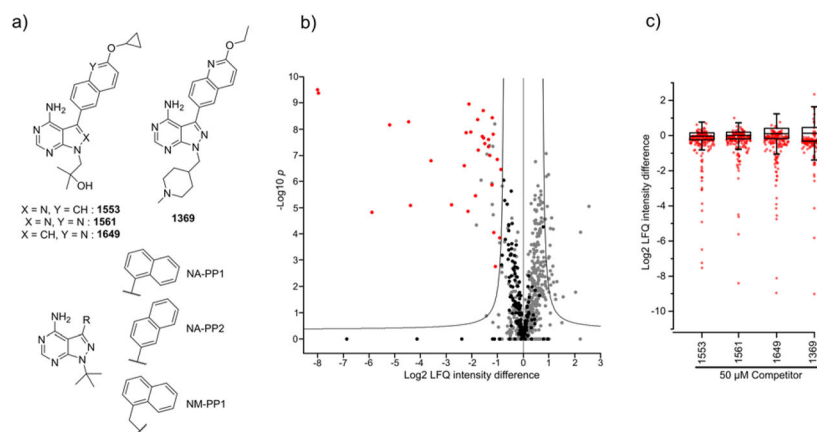 a)
O
Y
NH₂
N
N
X
N
OH
X = N, Y = CH : 1553
X = N, Y = N : 1561
X = CH, Y = N : 1649
O
N
NH₂
N
N
N
N
N
1369
NH₂
R
N
N
N
N
NA-PP1
NA-PP2
NM-PP1
b)
-Log10 p
10
9
8
7
6
5
4
3
2
1
0
-8 -7 -6 -5 -4 -3 -2 -1 0 1 2 3
Log2 LFQ intensity difference
c)
Log2 LFQ intensity difference
2
0
-2
-4
-6
-8
-10
1553
1561
1649
1369
50 µM Competitor